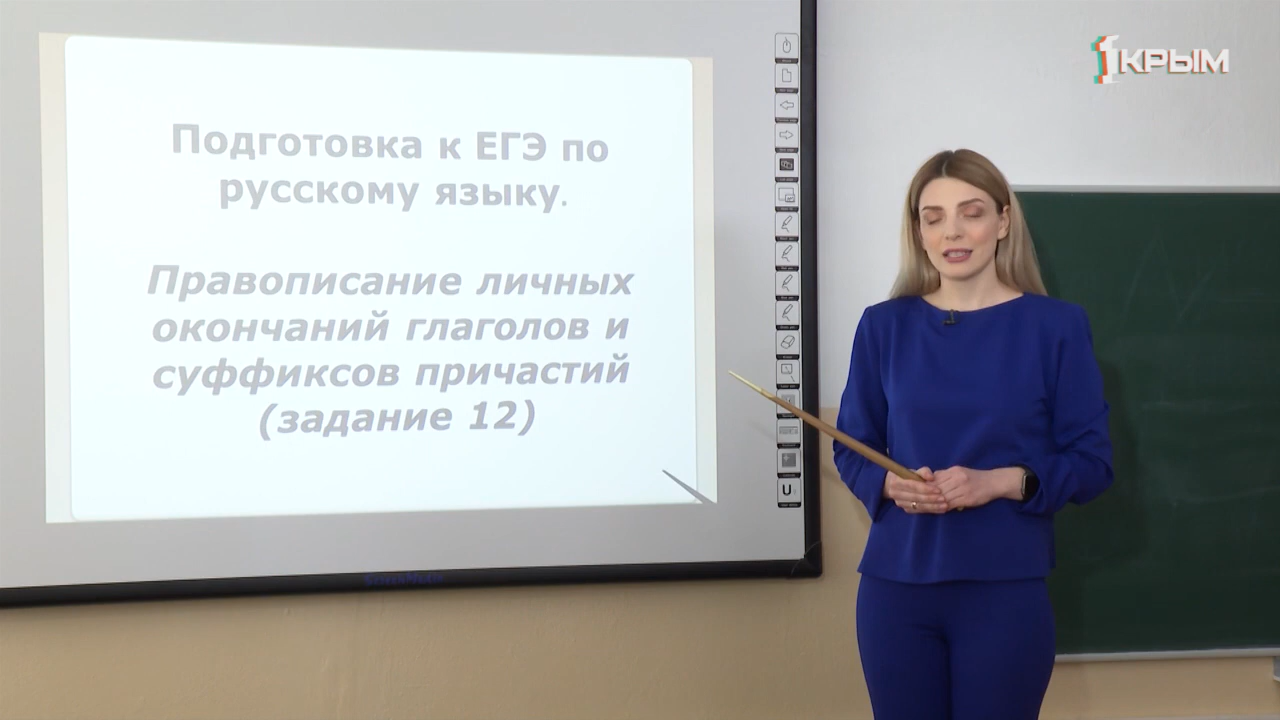 Подготовка к ЕГЭ по
русскому языку.
Правописание личных
окончаний глаголов и
суффиксов причастий
(задание 12)
1КРЫМ